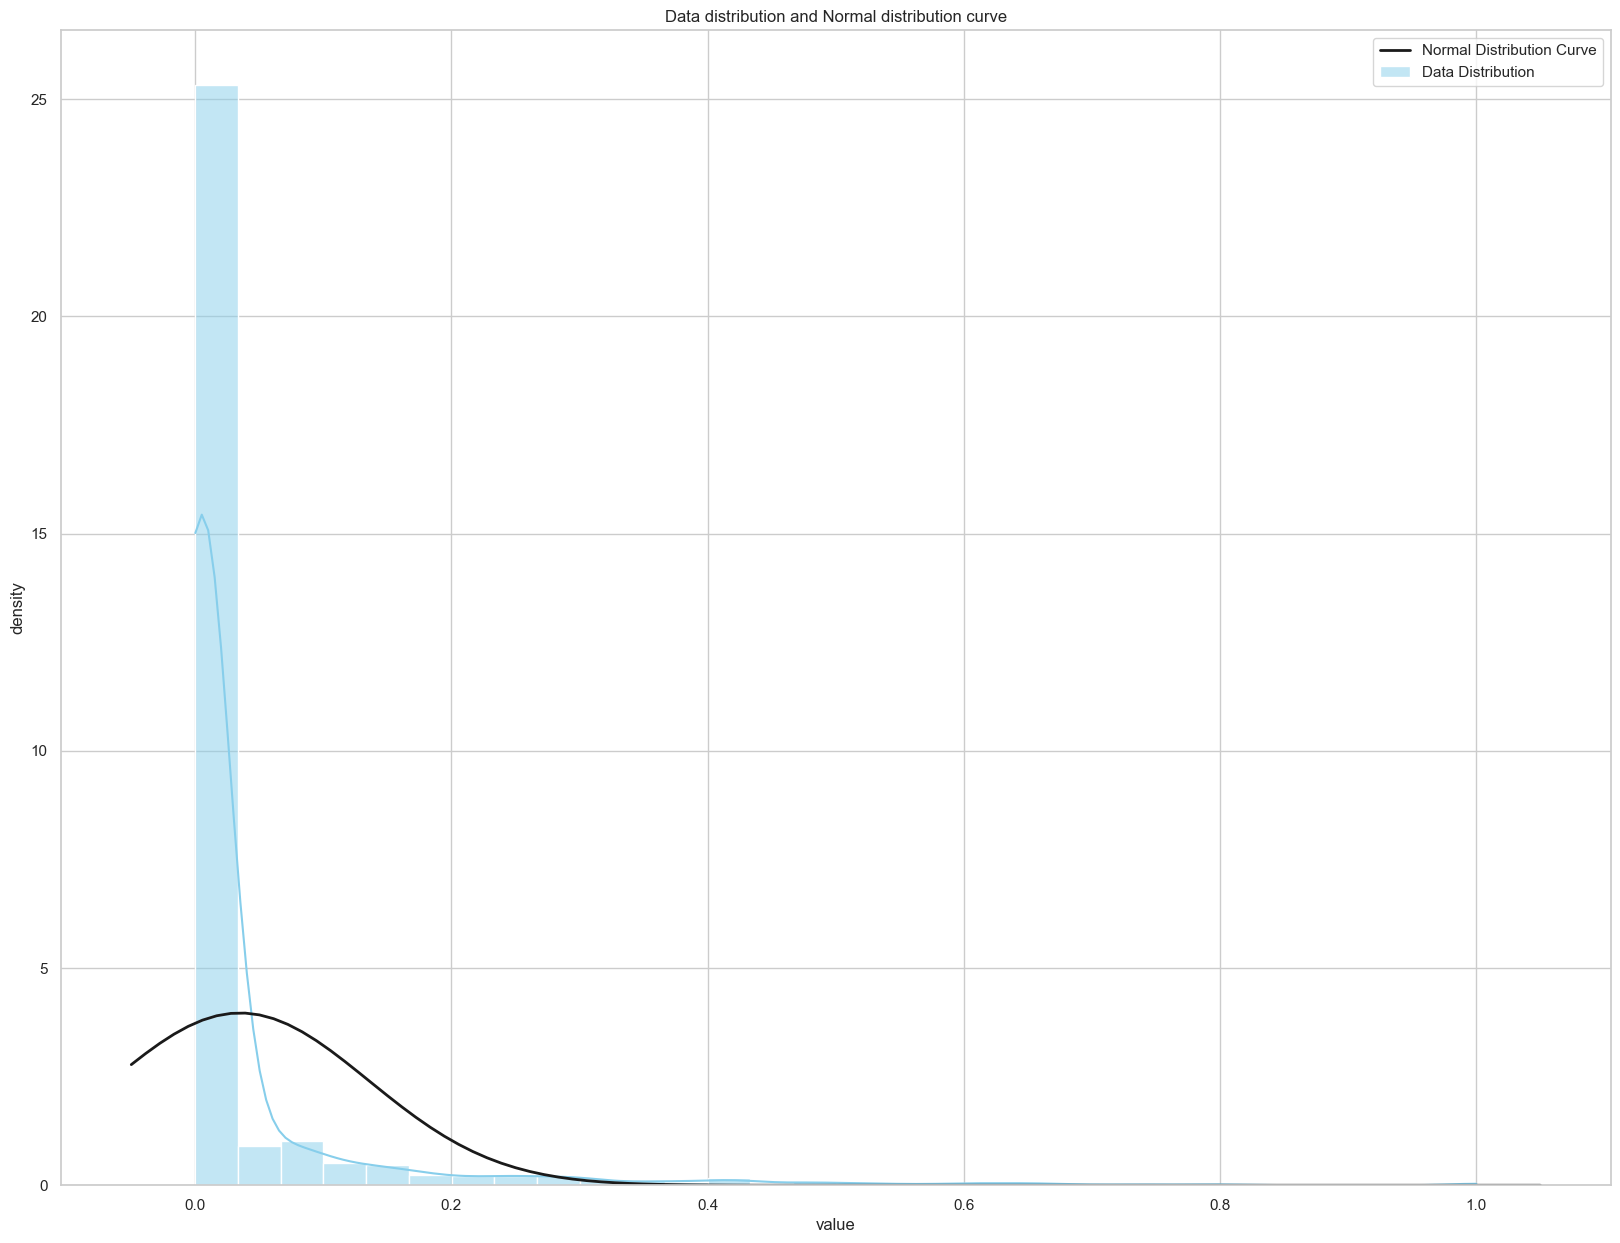 Data distribution and Normal distribution curve
Normal Distribution Curve
Data Distribution
25
20
15
10
5
0
density
0.0 0.2 0.4 0.6 0.8 1.0
value